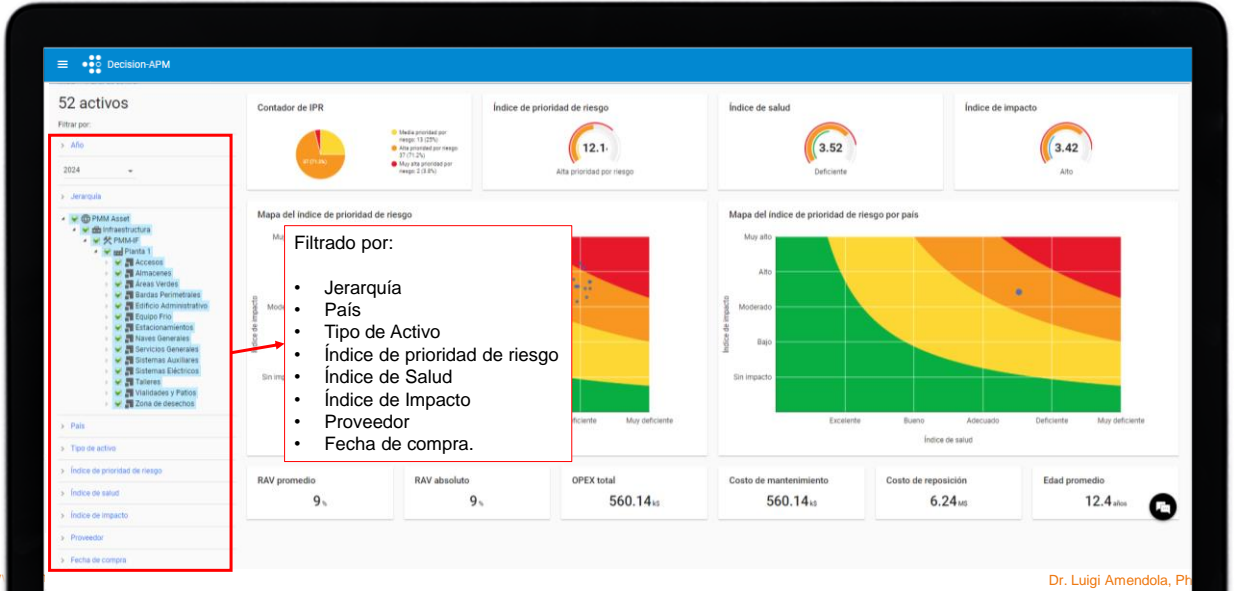 Decision-APM
52 activos
Filtrar por:
Año
2024
Jerarquía
PMM Asset
Infraestructura
PMM-IF
Planta 1
Accesos
Almacenes
Áreas Verdes
Bardas Perimetrales
Edificio Administrativo
Equipo Frio
Estacionamientos
Naves Generales
Servicios Generales
Sistemas Auxiliares
Sistemas Eléctricos
Talleres
Vialidades y Patios
Zona de desechos
País
Tipo de activo
Índice de prioridad de riesgo
Índice de salud
Índice de impacto
Proveedor
Fecha de compra
Contador de IPR
37 (71.2%)
Media prioridad por
riesgo: 13 (25%)
Alta prioridad por riesgo:
37 (71.2%)
Muy alta prioridad por
riesgo: 2 (3.8%)
Índice de prioridad de riesgo
12.1
Alta prioridad por riesgo
Índice de salud
3.52
Deficiente
Índice de impacto
3.42
Alto
Mapa del índice de prioridad de riesgo
Índice de impacto
Muy deficiente
Filtrado por:
• Jerarquía
• País
• Tipo de Activo
• Índice de prioridad de riesgo
• Índice de Salud
• Índice de Impacto
• Proveedor
• Fecha de compra.
Mapa del índice de prioridad de riesgo por país
Muy alto
Alto
Moderado
Bajo
Sin impacto
Índice de impacto
Excelente Bueno Adecuado Deficiente Muy deficiente
Índice de salud
RAV promedio
9 %
RAV absoluto
9 %
OPEX total
560.14 k$
Costo de mantenimiento
560.14 k$
Costo de reposición
6.24 M$
Edad promedio
12.4 años
Dr. Luigi Amendola, Ph